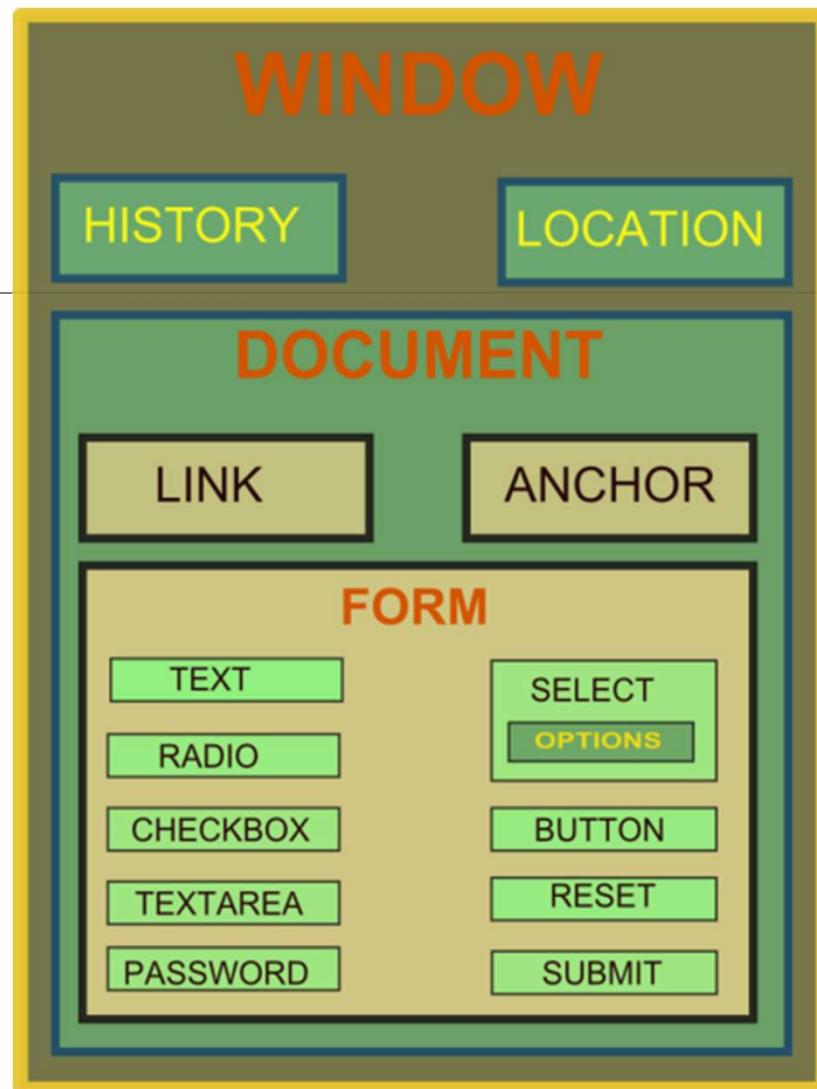 WINDOW
HISTORY
LOCATION
DOCUMENT
LINK
ANCHOR
FORM
TEXT
RADIO
CHECKBOX
TEXTAREA
PASSWORD
SELECT
OPTIONS
BUTTON
RESET
SUBMIT